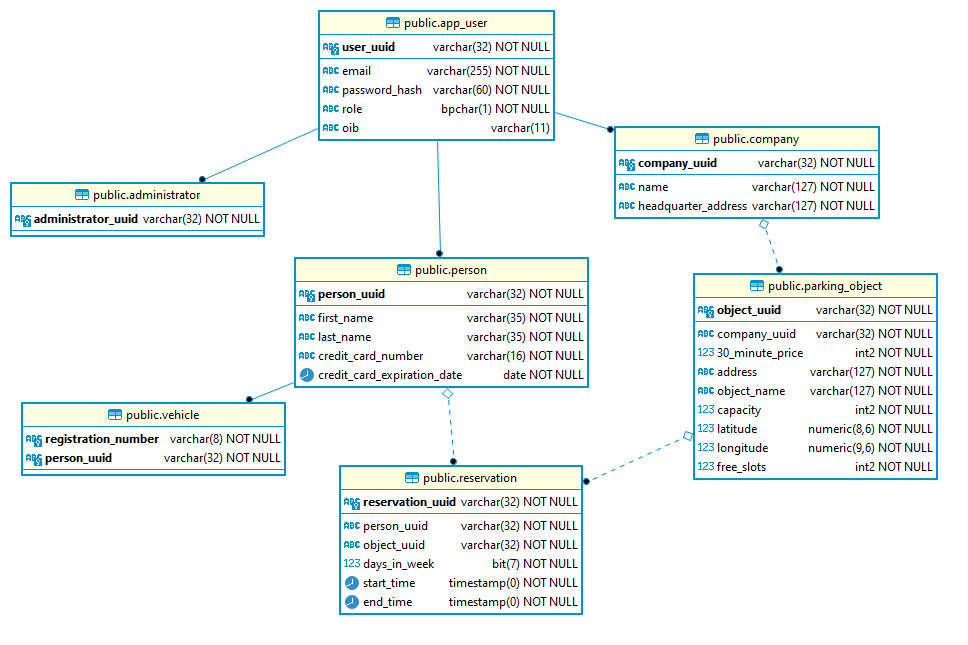 public.app_user
user_uuid varchar(32) NOT NULL
email varchar(255) NOT NULL
password_hash varchar(60) NOT NULL
role bpchar(1) NOT NULL
oib varchar(11)
public.company
company_uuid varchar(32) NOT NULL
name varchar(127) NOT NULL
headquarter_address varchar(127) NOT NULL
public.administrator
administrator_uuid varchar(32) NOT NULL
public.person
person_uuid varchar(32) NOT NULL
first_name varchar(35) NOT NULL
last_name varchar(35) NOT NULL
credit_card_number varchar(16) NOT NULL
credit_card_expiration_date date NOT NULL
public.parking_object
object_uuid varchar(32) NOT NULL
company_uuid varchar(32) NOT NULL
30_minute_price int2 NOT NULL
address varchar(127) NOT NULL
object_name varchar(127) NOT NULL
capacity int2 NOT NULL
latitude numeric(8,6) NOT NULL
longitude numeric(9,6) NOT NULL
free_slots int2 NOT NULL
public.vehicle
registration_number varchar(8) NOT NULL
person_uuid varchar(32) NOT NULL
public.reservation
reservation_uuid varchar(32) NOT NULL
person_uuid varchar(32) NOT NULL
object_uuid varchar(32) NOT NULL
days_in_week bit(7) NOT NULL
start_time timestamp(0) NOT NULL
end_time timestamp(0) NOT NULL